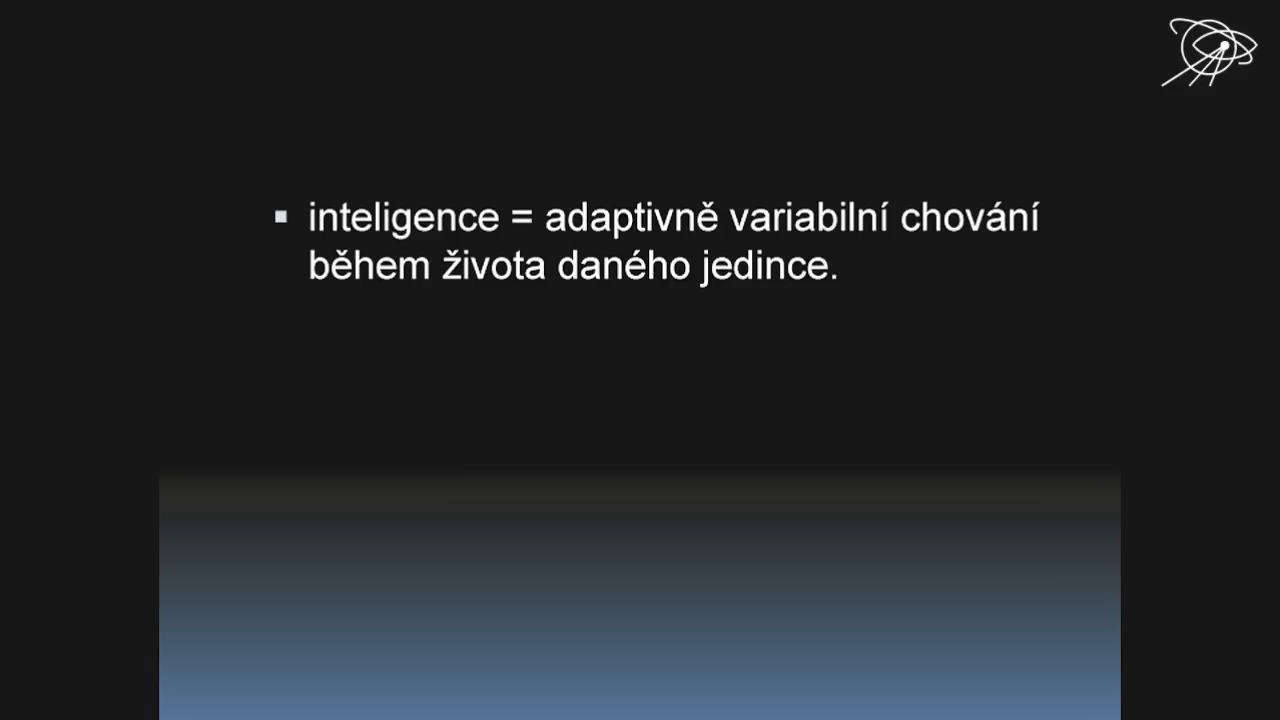 inteligence = adaptivně variabilní chování
během života daného jedince.